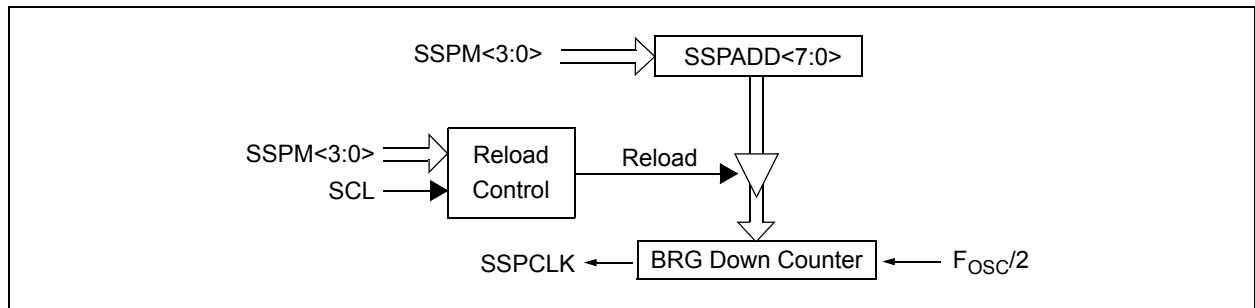 SSPM<3:0>
SSPADD<7:0>
SSPM<3:0>
SCL
Reload
Control
Reload
SSPCLK
BRG Down Counter
FOSC/2